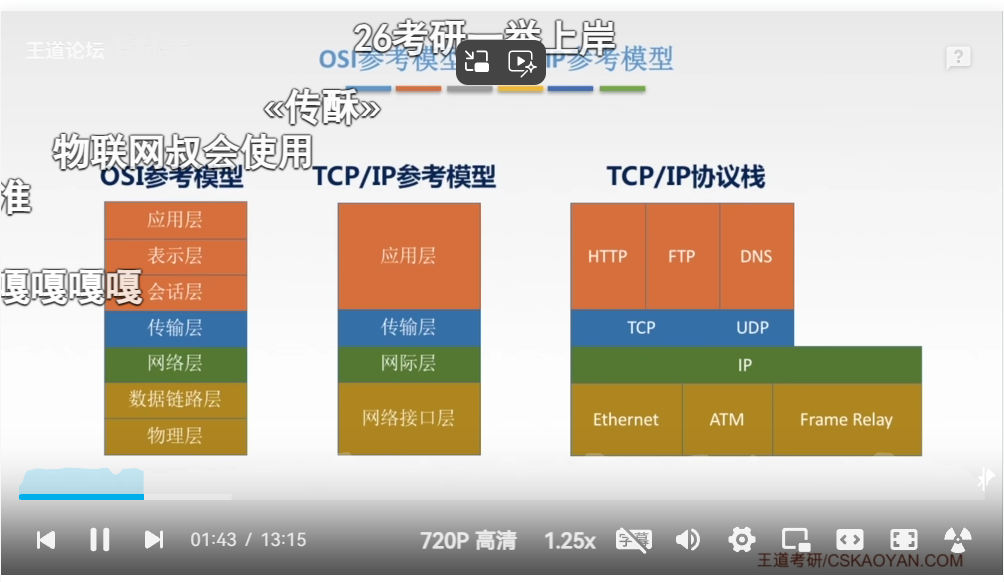 26考研一举上岸
王道论坛
OSI参考模型 IP参考模型
«传酥»
物联网叔会使用
OSI参考模型 TCP/IP参考模型 TCP/IP协议栈
准
应用层
表示层 应用层 HTTP FTP DNS
嘎嘎嘎嘎 会话层
传输层 传输层 TCP UDP
网络层 网际层 IP
数据链路层
网络接口层 Ethernet ATM Frame Relay
物理层
01:43 / 13:15 720P 高清 1.25x 字幕
王道考研/CSKAOYAN.COM